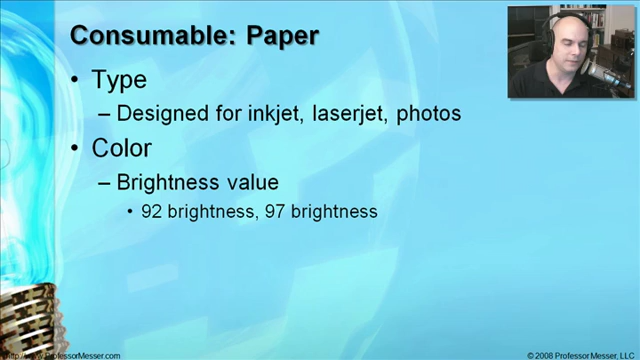 Consumable: Paper
• Type
– Designed for inkjet, laserjet, photos
• Color
– Brightness value
• 92 brightness, 97 brightness
http://www.ProfessorMesser.com
© 2008 Professor Messer, LLC